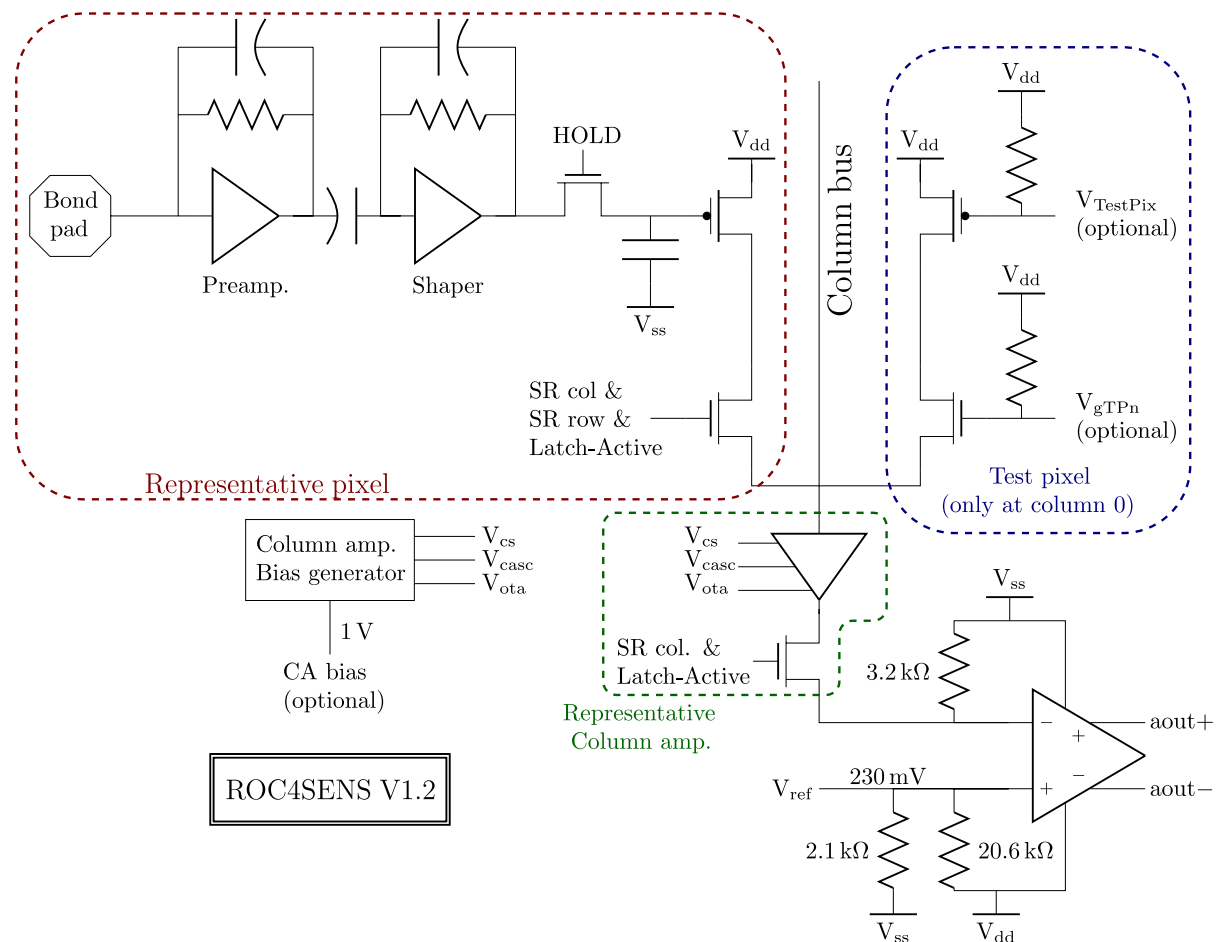 HOLD
V_dd
V_dd
V_dd
Bond
pad
Column bus
V_TestPix
(optional)
Preamp.
Shaper
V_dd
V_ss
SR col &
SR row &
Latch-Active
V_gTPn
(optional)
Representative pixel
Test pixel
(only at column 0)
Column amp.
Bias generator
V_cs
V_casc
V_ota
1 V
CA bias
(optional)
V_cs
V_casc
V_ota
SR col. &
Latch-Active
Representative
Column amp.
V_ss
3.2 kΩ
−
+
aout+
−
+
aout−
V_ref
230 mV
2.1 kΩ
20.6 kΩ
V_ss
V_dd
ROC4SENS V1.2